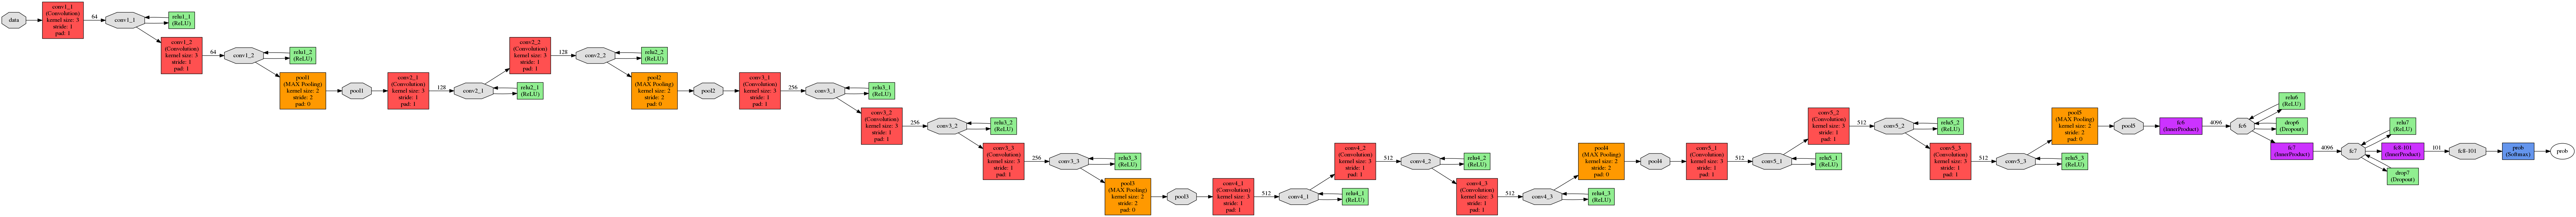 data
conv1_1
(Convolution)
kernel size: 3
stride: 1
pad: 1
64
conv1_1
relu1_1
(ReLU)
conv1_2
(Convolution)
kernel size: 3
stride: 1
pad: 1
64
conv1_2
relu1_2
(ReLU)
pool1
(MAX Pooling)
kernel size: 2
stride: 2
pad: 0
pool1
conv2_1
(Convolution)
kernel size: 3
stride: 1
pad: 1
128
conv2_1
relu2_1
(ReLU)
conv2_2
(Convolution)
kernel size: 3
stride: 1
pad: 1
128
conv2_2
relu2_2
(ReLU)
pool2
(MAX Pooling)
kernel size: 2
stride: 2
pad: 0
pool2
conv3_1
(Convolution)
kernel size: 3
stride: 1
pad: 1
256
conv3_1
relu3_1
(ReLU)
conv3_2
(Convolution)
kernel size: 3
stride: 1
pad: 1
256
conv3_2
relu3_2
(ReLU)
conv3_3
(Convolution)
kernel size: 3
stride: 1
pad: 1
256
conv3_3
relu3_3
(ReLU)
pool3
(MAX Pooling)
kernel size: 2
stride: 2
pad: 0
pool3
conv4_1
(Convolution)
kernel size: 3
stride: 1
pad: 1
512
conv4_1
relu4_1
(ReLU)
conv4_2
(Convolution)
kernel size: 3
stride: 1
pad: 1
512
conv4_2
relu4_2
(ReLU)
conv4_3
(Convolution)
kernel size: 3
stride: 1
pad: 1
512
conv4_3
relu4_3
(ReLU)
pool4
(MAX Pooling)
kernel size: 2
stride: 2
pad: 0
pool4
conv5_1
(Convolution)
kernel size: 3
stride: 1
pad: 1
512
conv5_1
relu5_1
(ReLU)
conv5_2
(Convolution)
kernel size: 3
stride: 1
pad: 1
512
conv5_2
relu5_2
(ReLU)
conv5_3
(Convolution)
kernel size: 3
stride: 1
pad: 1
512
conv5_3
relu5_3
(ReLU)
pool5
(MAX Pooling)
kernel size: 2
stride: 2
pad: 0
pool5
fc6
(InnerProduct)
4096
fc6
relu6
(ReLU)
drop6
(Dropout)
fc7
(InnerProduct)
4096
fc7
relu7
(ReLU)
drop7
(Dropout)
fc8-101
(InnerProduct)
101
fc8-101
prob
(Softmax)
prob